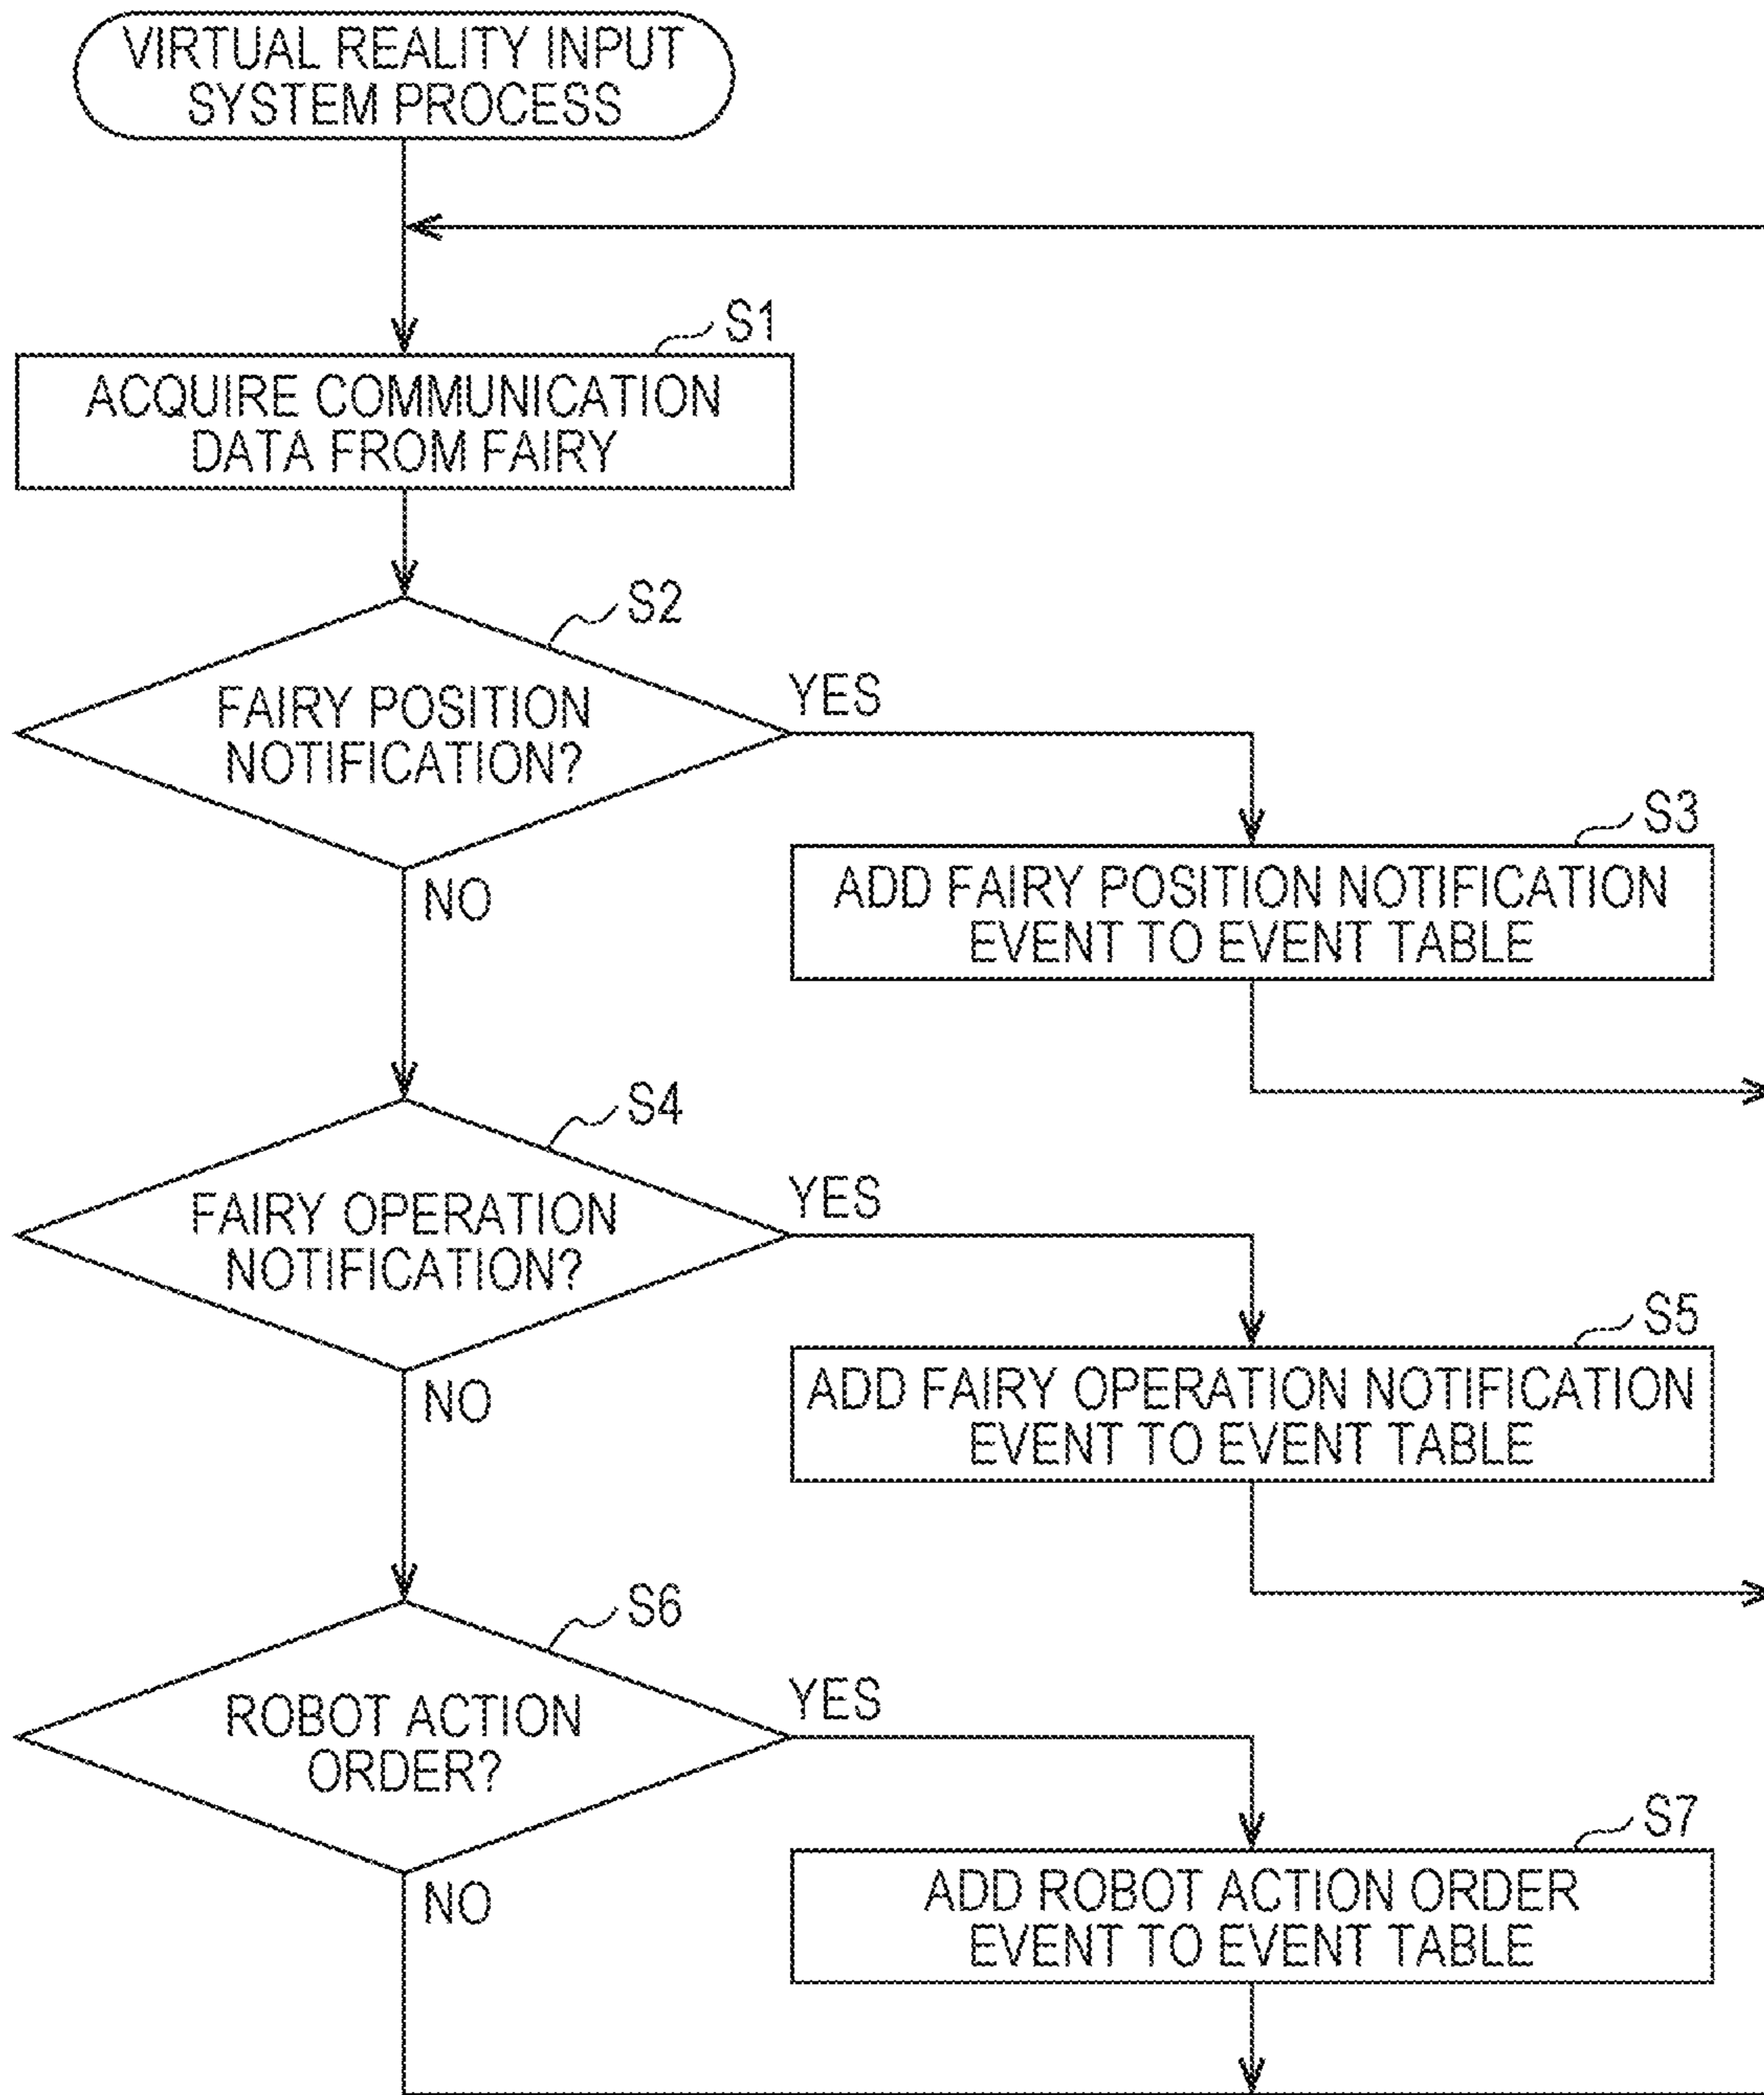 VIRTUAL REALITY INPUT
SYSTEM PROCESS
S1
ACQUIRE COMMUNICATION
DATA FROM FAIRY
S2
FAIRY POSITION
NOTIFICATION?
YES
NO
S3
ADD FAIRY POSITION NOTIFICATION
EVENT TO EVENT TABLE
S4
FAIRY OPERATION
NOTIFICATION?
YES
NO
S5
ADD FAIRY OPERATION NOTIFICATION
EVENT TO EVENT TABLE
S6
ROBOT ACTION
ORDER?
YES
NO
S7
ADD ROBOT ACTION ORDER
EVENT TO EVENT TABLE